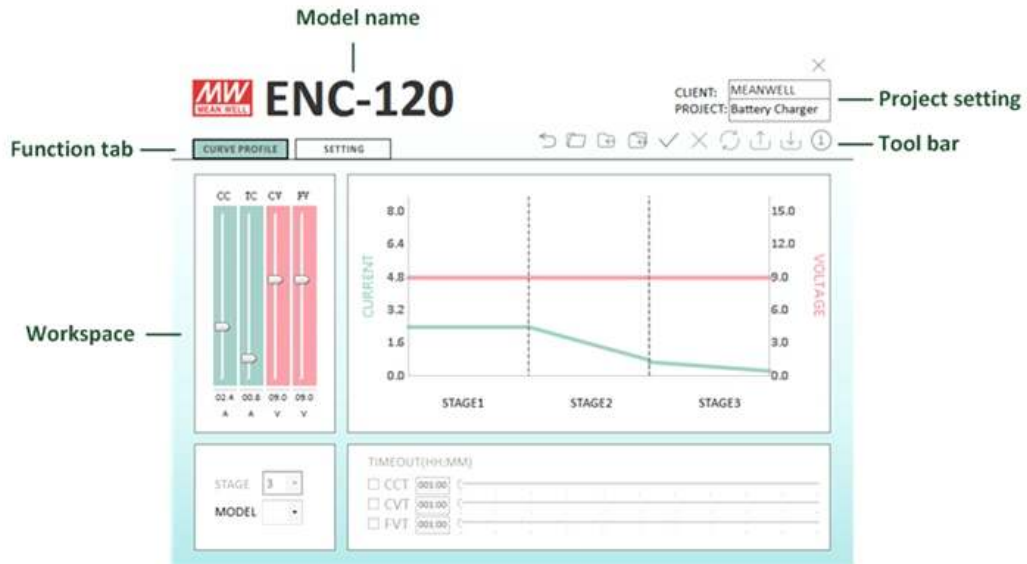 Model name
MW
MEAN WELL
ENC-120
CLIENT: MEANWELL
PROJECT: Battery Charger
Project setting
Function tab
CURVE PROFILE
SETTING
Tool bar
CC TC CV FV
Workspace
02.4 00.8 09.0 09.0
A A V V
CURRENT
8.0
6.4
4.8
3.2
1.6
0.0
15.0
12.0
9.0
6.0
3.0
0.0
VOLTAGE
STAGE1 STAGE2 STAGE3
STAGE 3
MODEL
TIMEOUT(HH:MM)
CCT 001:00
CVT 001:00
FVT 001:00